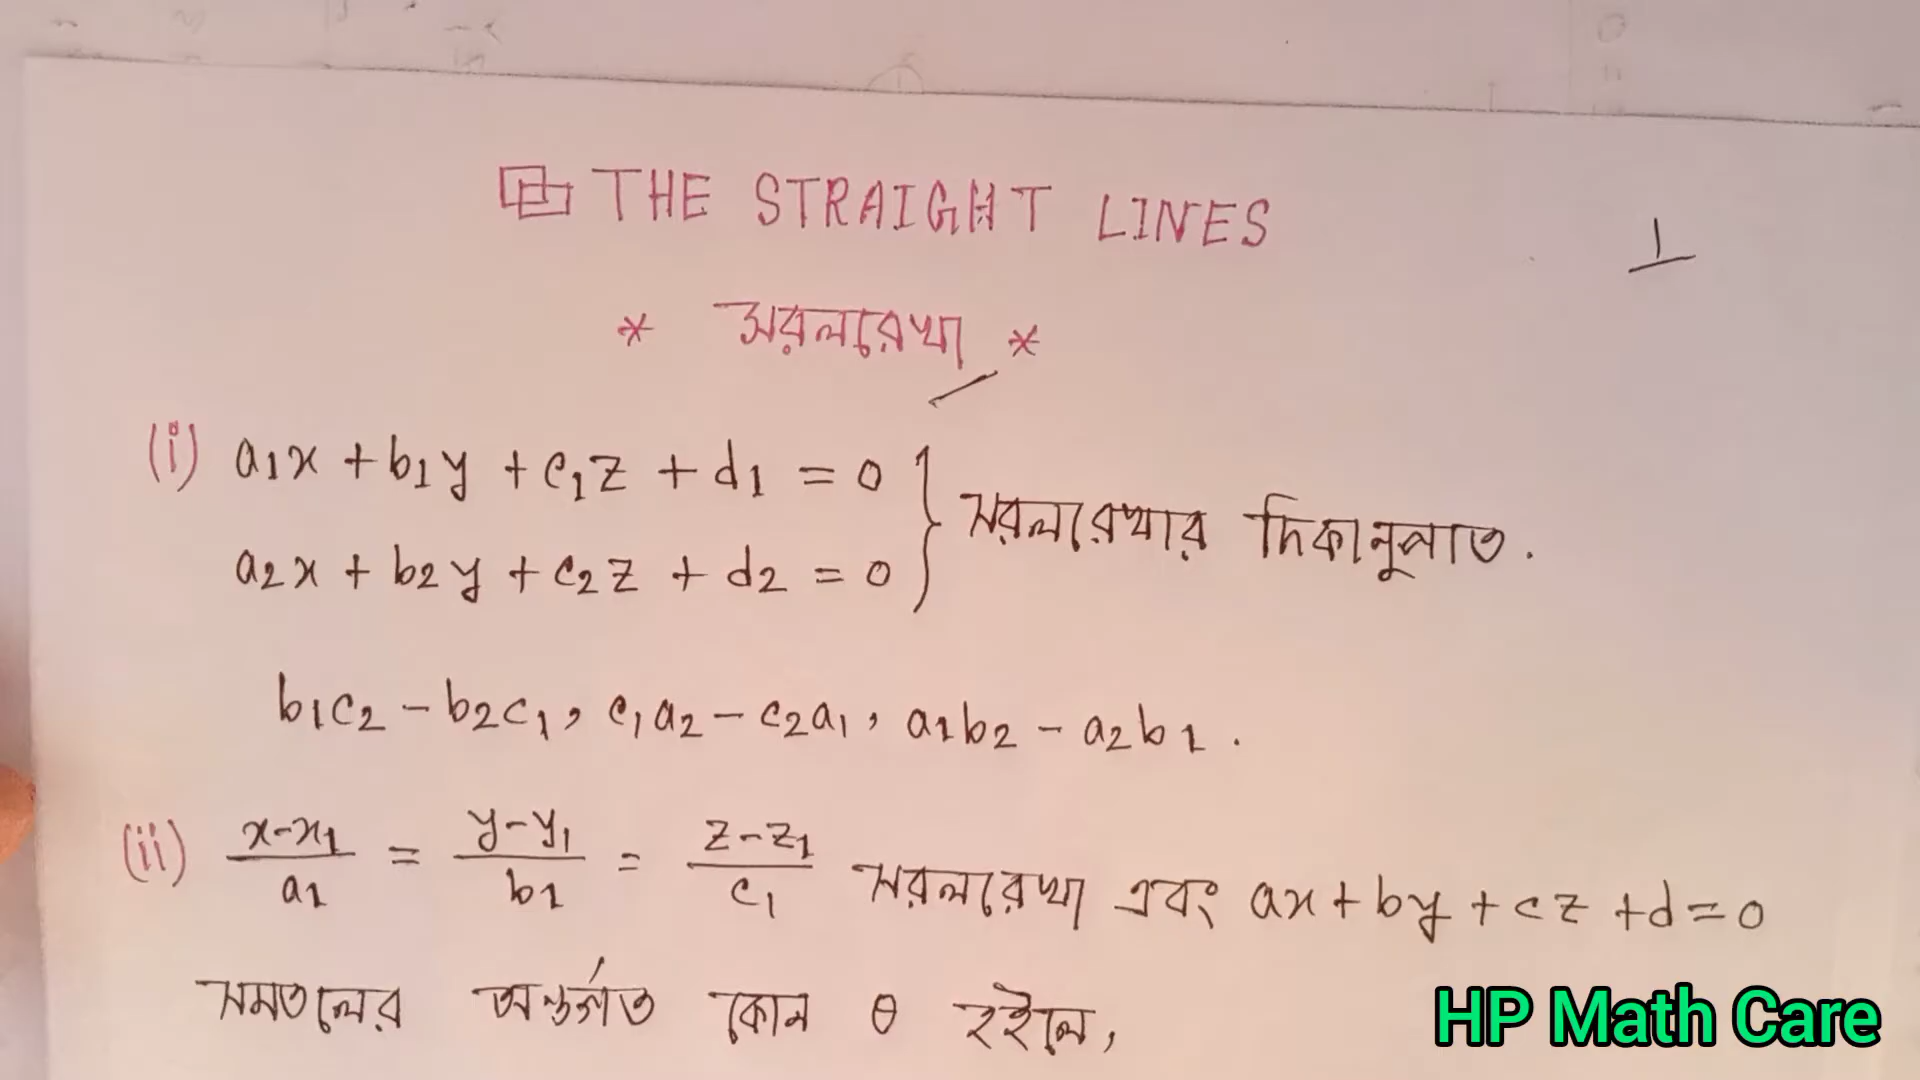 THE STRAIGHT LINES
1
* সরলরেখা *
(i) a1x + b1y + c1z + d1 = 0
a2x + b2y + c2z + d2 = 0 } সরলরেখার দিকানুপাত.
b1c2 - b2c1, c1a2 - c2a1, a1b2 - a2b1.
(ii) (x-x1)/a1 = (y-y1)/b1 = (z-z1)/c1 সরলরেখা এবং ax + by + cz + d = 0
সমতলের অন্তর্গত কোন θ হইলে,
HP Math Care